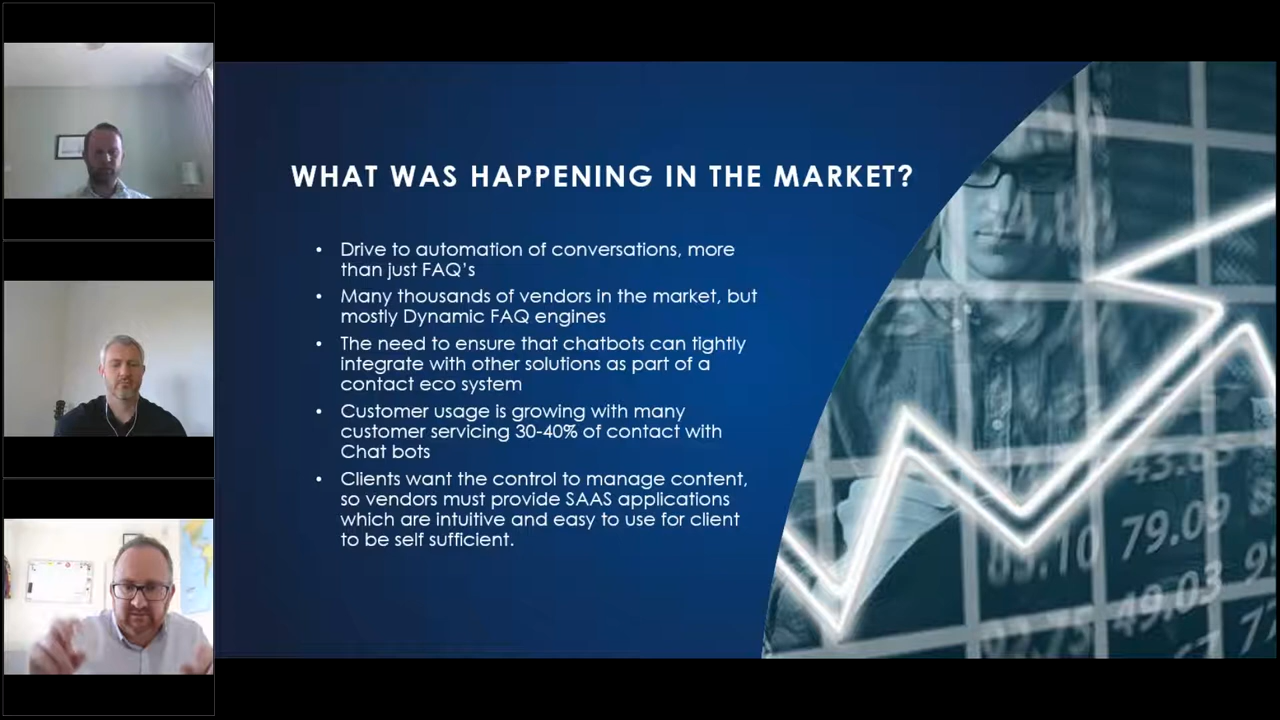 WHAT WAS HAPPENING IN THE MARKET?
• Drive to automation of conversations, more
than just FAQ's
• Many thousands of vendors in the market, but
mostly Dynamic FAQ engines
• The need to ensure that chatbots can tightly
integrate with other solutions as part of a
contact eco system
• Customer usage is growing with many
customer servicing 30-40% of contact with
Chat bots
• Clients want the control to manage content,
so vendors must provide SAAS applications
which are intuitive and easy to use for client
to be self sufficient.
79.09
49.03